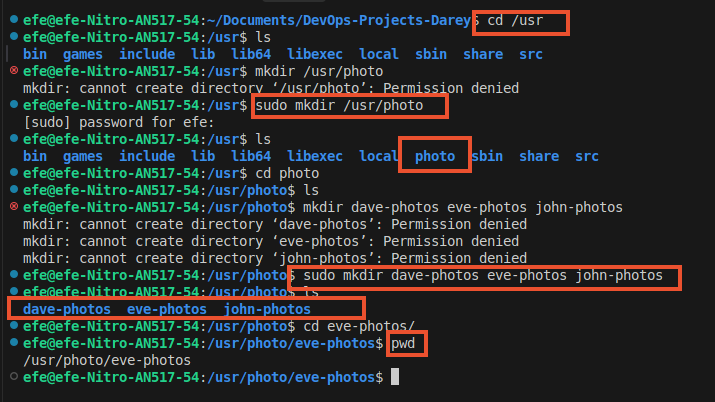 efe@efe-Nitro-AN517-54:~/Documents/DevOps-Projects-Darey$ cd /usr
efe@efe-Nitro-AN517-54:/usr$ ls
bin games include lib lib64 libexec local sbin share src
efe@efe-Nitro-AN517-54:/usr$ mkdir /usr/photo
mkdir: cannot create directory ‘/usr/photo’: Permission denied
efe@efe-Nitro-AN517-54:/usr$ sudo mkdir /usr/photo
[sudo] password for efe:
efe@efe-Nitro-AN517-54:/usr$ ls
bin games include lib lib64 libexec local photo sbin share src
efe@efe-Nitro-AN517-54:/usr$ cd photo
efe@efe-Nitro-AN517-54:/usr/photo$ ls
efe@efe-Nitro-AN517-54:/usr/photo$ mkdir dave-photos eve-photos john-photos
mkdir: cannot create directory ‘dave-photos’: Permission denied
mkdir: cannot create directory ‘eve-photos’: Permission denied
mkdir: cannot create directory ‘john-photos’: Permission denied
efe@efe-Nitro-AN517-54:/usr/photo$ sudo mkdir dave-photos eve-photos john-photos
efe@efe-Nitro-AN517-54:/usr/photo$ ls
dave-photos eve-photos john-photos
efe@efe-Nitro-AN517-54:/usr/photo$ cd eve-photos/
efe@efe-Nitro-AN517-54:/usr/photo/eve-photos$ pwd
/usr/photo/eve-photos
efe@efe-Nitro-AN517-54:/usr/photo/eve-photos$